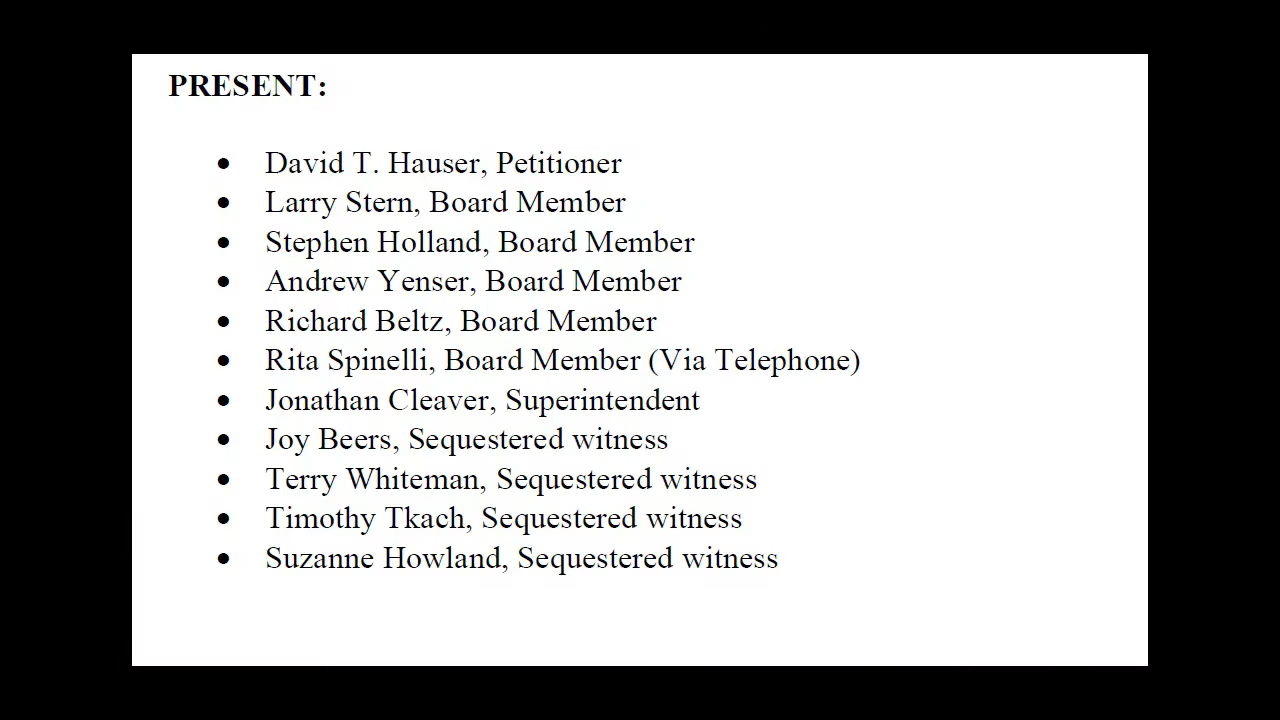 PRESENT:
• David T. Hauser, Petitioner
• Larry Stern, Board Member
• Stephen Holland, Board Member
• Andrew Yenser, Board Member
• Richard Beltz, Board Member
• Rita Spinelli, Board Member (Via Telephone)
• Jonathan Cleaver, Superintendent
• Joy Beers, Sequestered witness
• Terry Whiteman, Sequestered witness
• Timothy Tkach, Sequestered witness
• Suzanne Howland, Sequestered witness